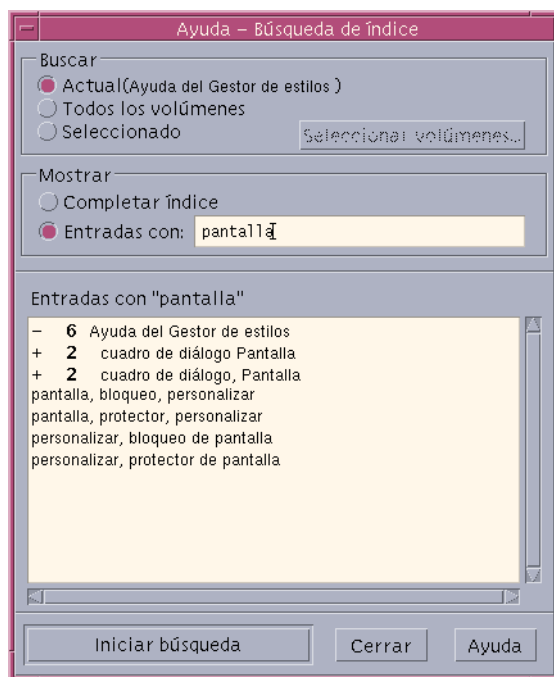 Ayuda – Búsqueda de índice
Buscar
Actual(Ayuda del Gestor de estilos )
Todos los volúmenes
Seleccionado
Seleccionar volúmenes...
Mostrar
Completar índice
Entradas con: pantalla
Entradas con "pantalla"
– 6 Ayuda del Gestor de estilos
+ 2 cuadro de diálogo Pantalla
+ 2 cuadro de diálogo, Pantalla
pantalla, bloqueo, personalizar
pantalla, protector, personalizar
personalizar, bloqueo de pantalla
personalizar, protector de pantalla
Iniciar búsqueda Cerrar Ayuda